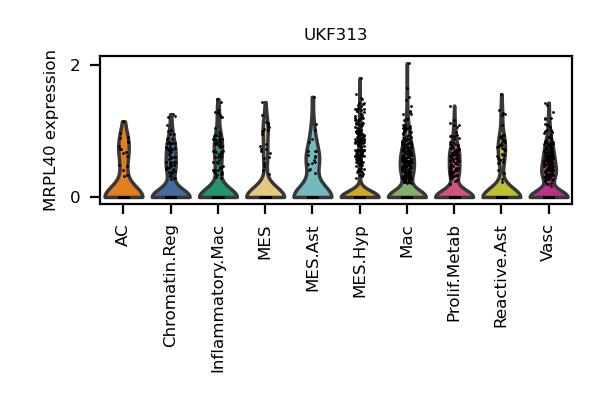 UKF313
MRPL40 expression
2
0
AC
Chromatin.Reg
Inflammatory.Mac
MES
MES.Ast
MES.Hyp
Mac
Prolif.Metab
Reactive.Ast
Vasc